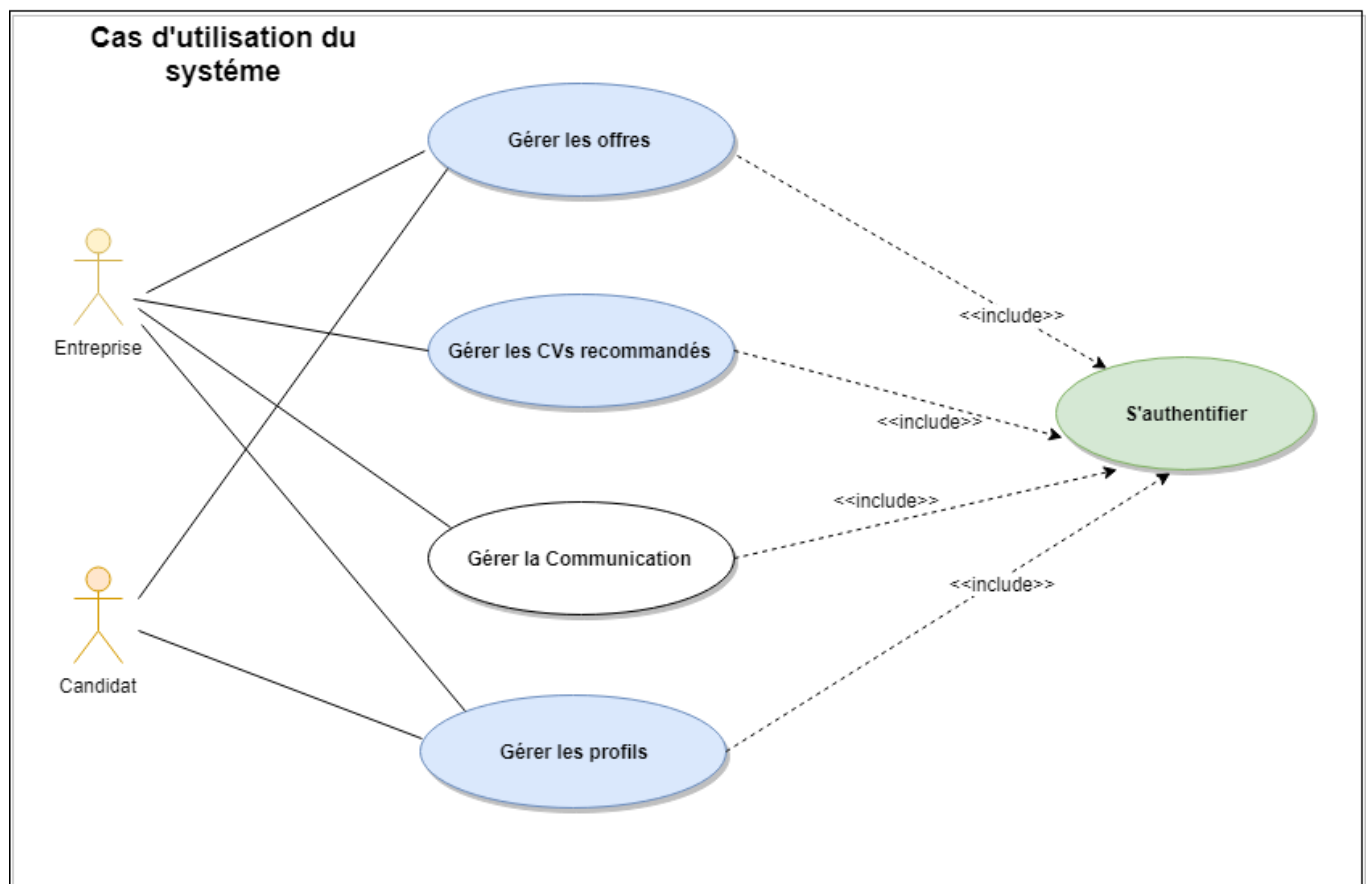 Cas d'utilisation du
systéme
Gérer les offres
Entreprise
<<include>>
Gérer les CVs recommandés
S'authentifier
<<include>>
<<include>>
Gérer la Communication
<<include>>
Candidat
Gérer les profils